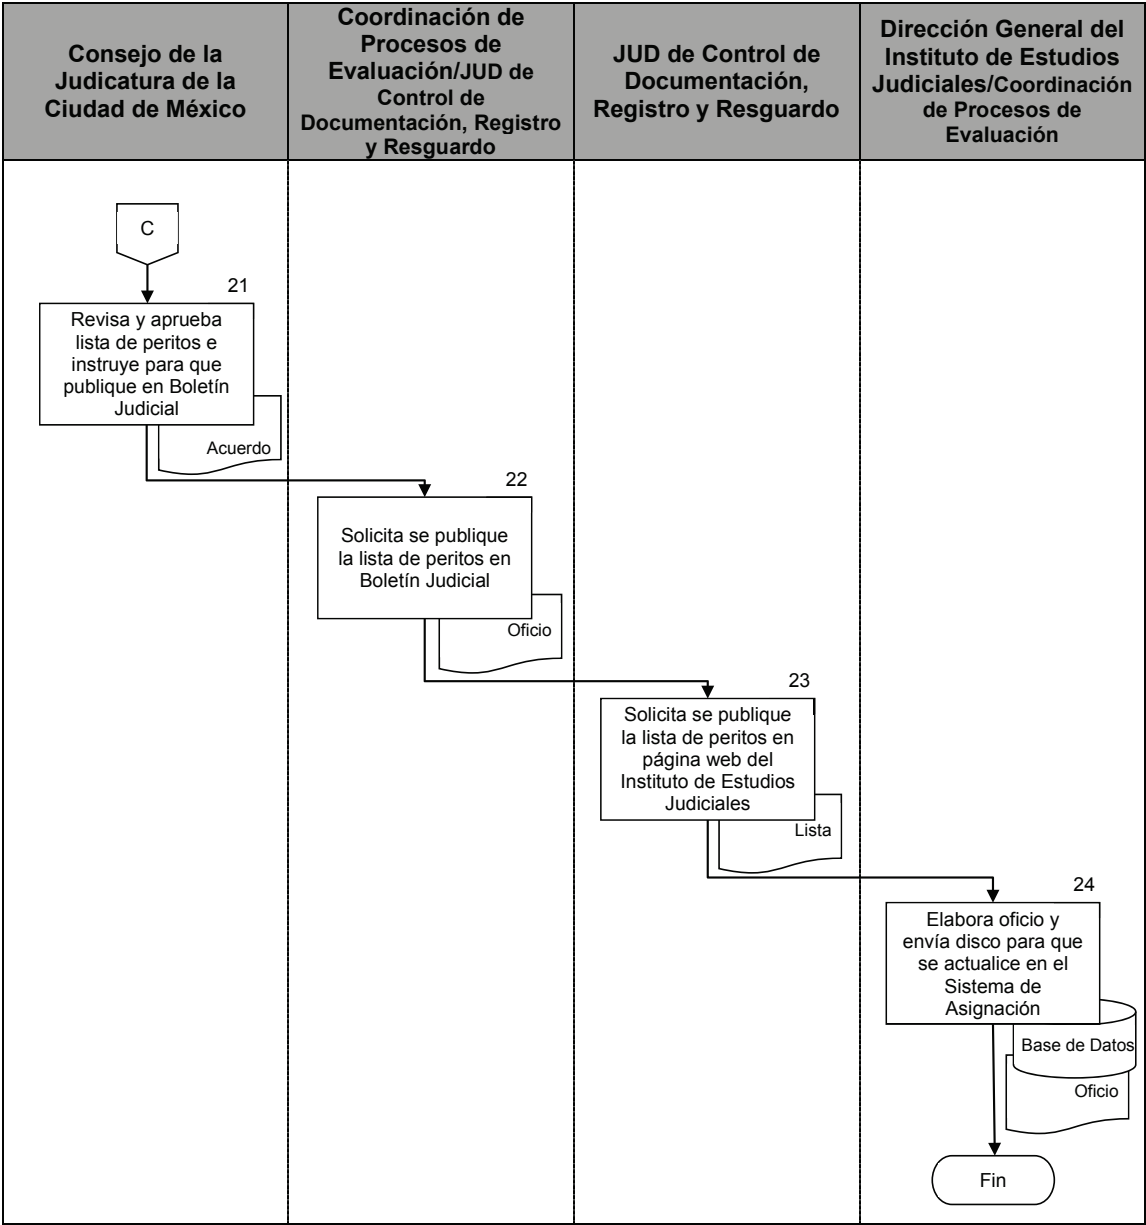 Consejo de la
Judicatura de la
Ciudad de México
Coordinación de
Procesos de
Evaluación/JUD de
Control de
Documentación, Registro
y Resguardo
JUD de Control de
Documentación,
Registro y Resguardo
Dirección General del
Instituto de Estudios
Judiciales/Coordinación
de Procesos de
Evaluación
C
21
Revisa y aprueba
lista de peritos e
instruye para que
publique en Boletín
Judicial
Acuerdo
22
Solicita se publique
la lista de peritos en
Boletín Judicial
Oficio
23
Solicita se publique
la lista de peritos en
página web del
Instituto de Estudios
Judiciales
Lista
24
Elabora oficio y
envía disco para que
se actualice en el
Sistema de
Asignación
Base de Datos
Oficio
Fin